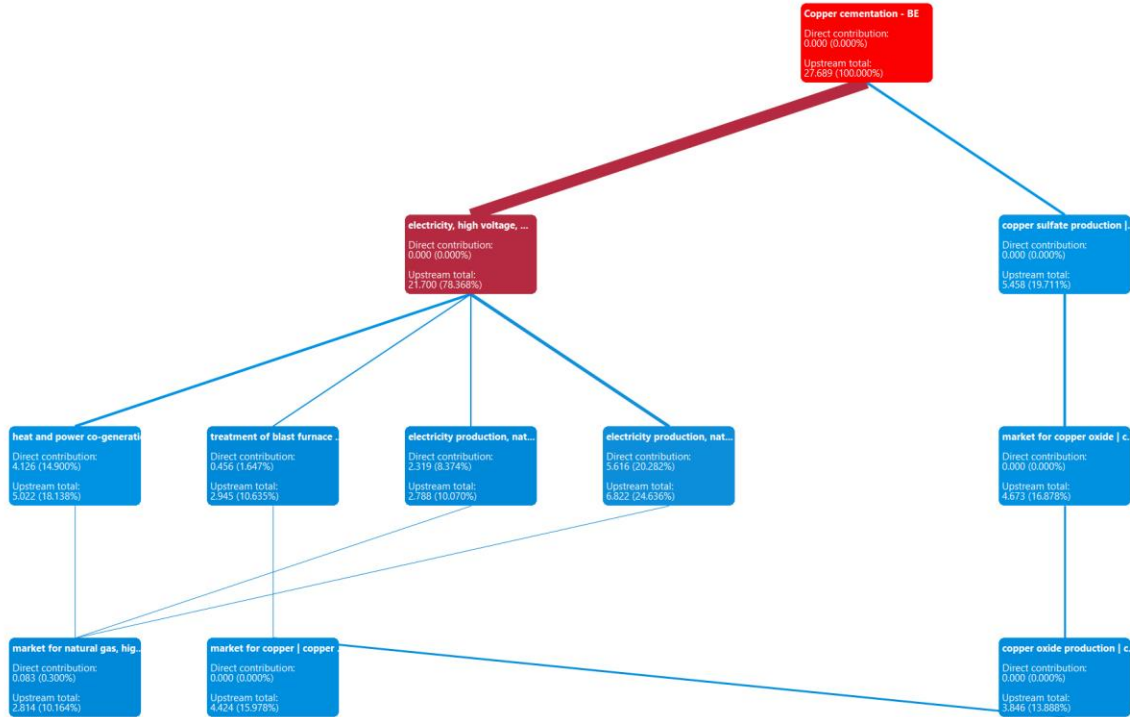 Copper cementation - BE
Direct contribution:
0.000 (0.000%)
Upstream total:
27.689 (100.000%)
electricity, high voltage, ...
Direct contribution:
0.000 (0.000%)
Upstream total:
21.700 (78.368%)
copper sulfate production |...
Direct contribution:
0.000 (0.000%)
Upstream total:
5.458 (19.711%)
heat and power co-generati
Direct contribution:
4.126 (14.900%)
Upstream total:
5.022 (18.138%)
treatment of blast furnace ...
Direct contribution:
0.456 (1.647%)
Upstream total:
2.945 (10.635%)
electricity production, nat...
Direct contribution:
2.319 (8.374%)
Upstream total:
2.788 (10.070%)
electricity production, nat...
Direct contribution:
5.616 (20.282%)
Upstream total:
6.822 (24.636%)
market for copper oxide | c...
Direct contribution:
0.000 (0.000%)
Upstream total:
4.673 (16.878%)
market for natural gas, hig...
Direct contribution:
0.083 (0.300%)
Upstream total:
2.814 (10.164%)
market for copper | copper ...
Direct contribution:
0.000 (0.000%)
Upstream total:
4.424 (15.978%)
copper oxide production | c...
Direct contribution:
0.000 (0.000%)
Upstream total:
3.846 (13.888%)